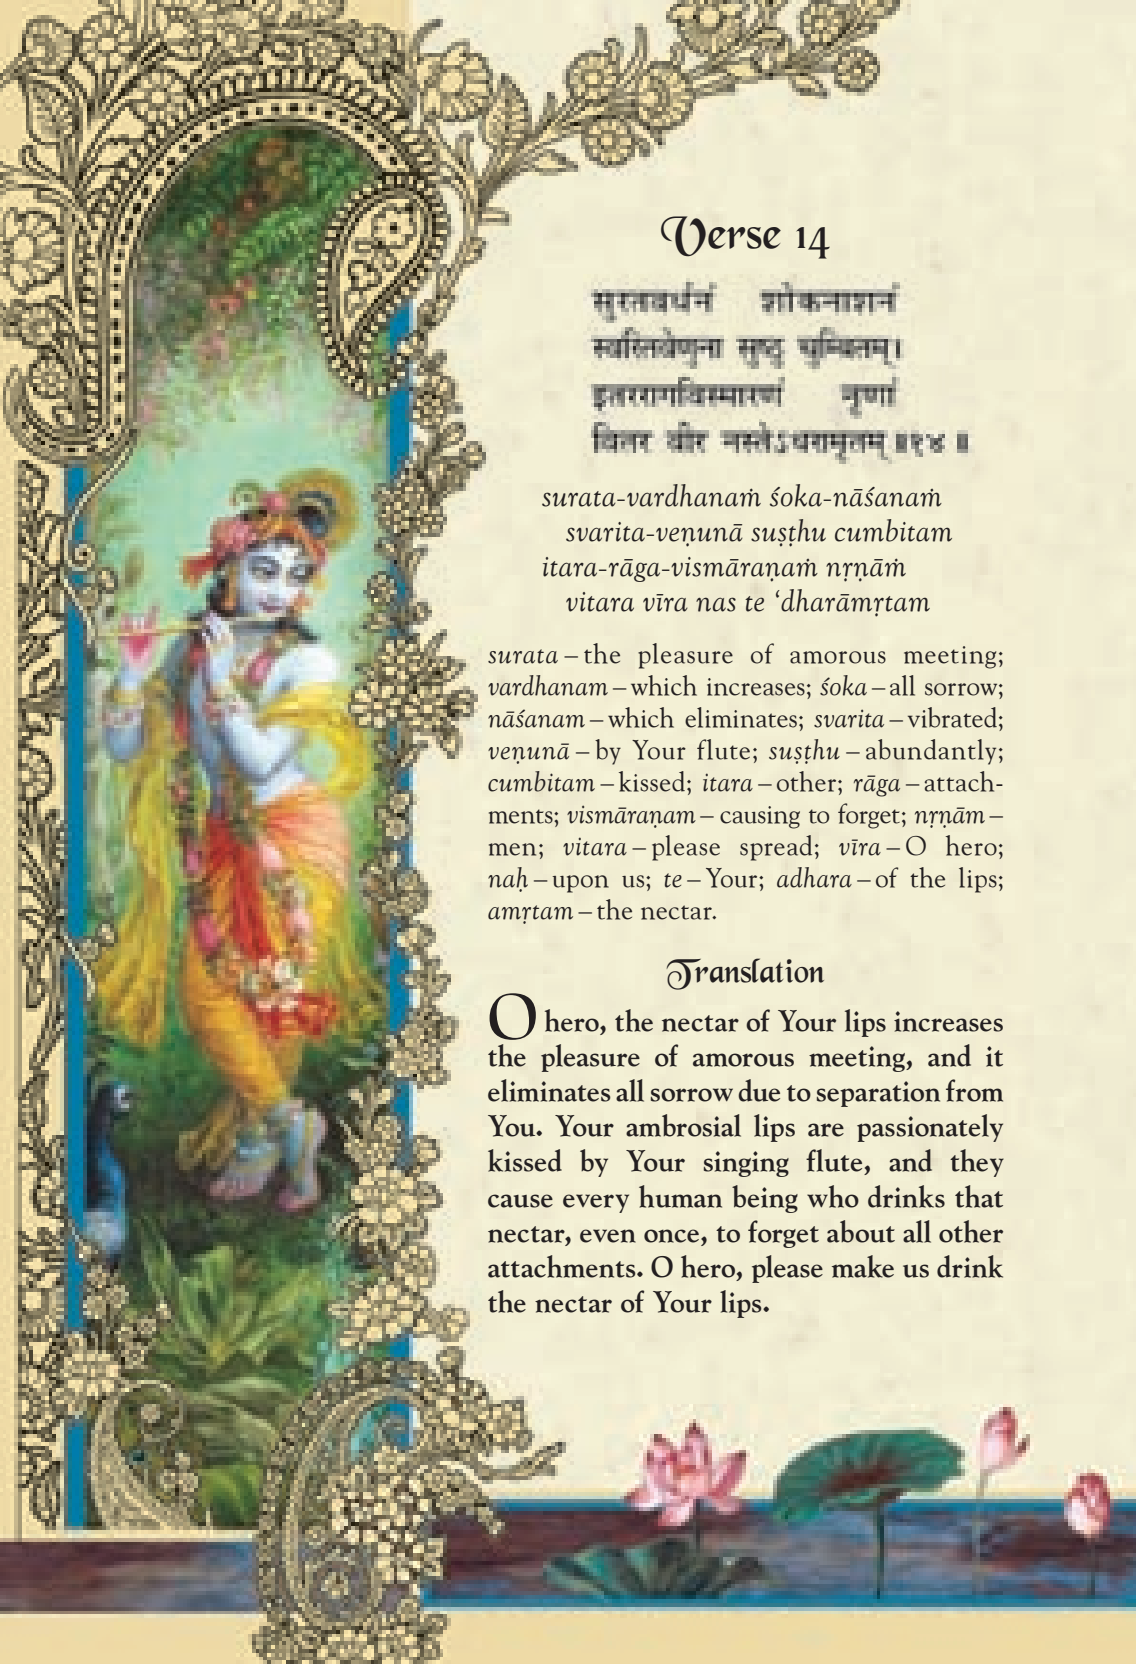 Verse 14
सुरतवर्धनं शोकनाशनं
स्वरितवेणुना सुष्ठु चुम्बितम्।
इतररागविस्मारणं नृणां
वितर वीर नस्तेऽधरामृतम्॥१४॥
surata-vardhanaṁ śoka-nāśanaṁ
svarita-veṇunā suṣṭhu cumbitam
itara-rāga-vismāraṇaṁ nṛṇāṁ
vitara vīra nas te ‘dharāmṛtam
surata – the pleasure of amorous meeting;
vardhanam – which increases; śoka – all sorrow;
nāśanam – which eliminates; svarita – vibrated;
veṇunā – by Your flute; suṣṭhu – abundantly;
cumbitam – kissed; itara – other; rāga – attach-
ments; vismāraṇam – causing to forget; nṛṇām –
men; vitara – please spread; vīra – O hero;
naḥ – upon us; te – Your; adhara – of the lips;
amṛtam – the nectar.
Translation
O hero, the nectar of Your lips increases
the pleasure of amorous meeting, and it
eliminates all sorrow due to separation from
You. Your ambrosial lips are passionately
kissed by Your singing flute, and they
cause every human being who drinks that
nectar, even once, to forget about all other
attachments. O hero, please make us drink
the nectar of Your lips.